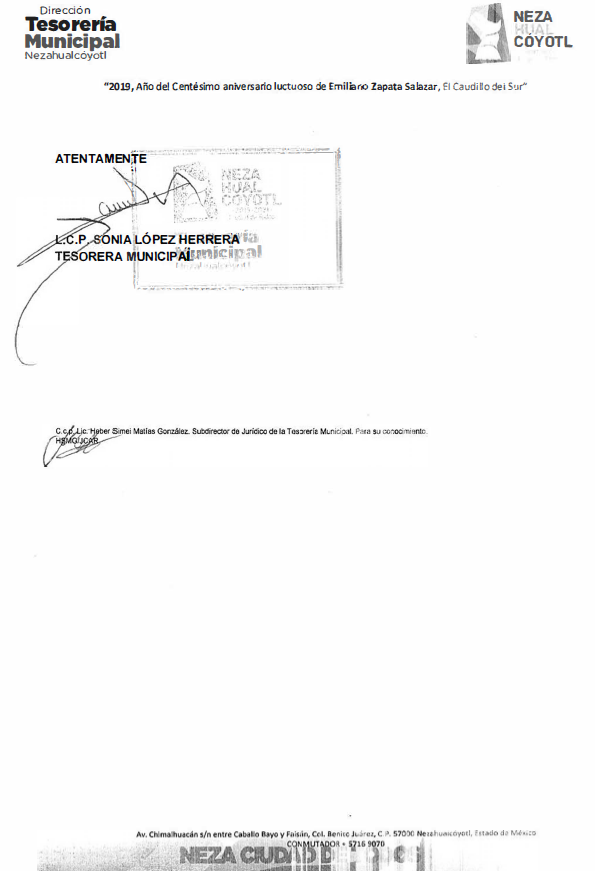 Dirección
Tesorería
Municipal
Nezahualcóyotl
NEZA
HUAL
CÓYOTL
"2019, Año del Centésimo aniversario luctuoso de Emiliano Zapata Salazar, El Caudillo del Sur"
ATENTAMENTE
NEZA
HUAL
COYOTL
L.C.P. SONIA LÓPEZ HERRERA
TESORERA MUNICIPAL
Tesorería
Municipal
Nezahualcóyotl
C.c.p. Lic. Heber Simei Matías González. Subdirector de Jurídico de la Tesorería Municipal. Para su conocimiento.
HSMG/JCAR
Av. Chimalhuacán s/n entre Caballo Bayo y Faisán, Col. Benito Juárez, C.P. 57000 Nezahualcóyotl, Estado de México
CONMUTADOR • 5716 9070
NEZA CIUDAD DE